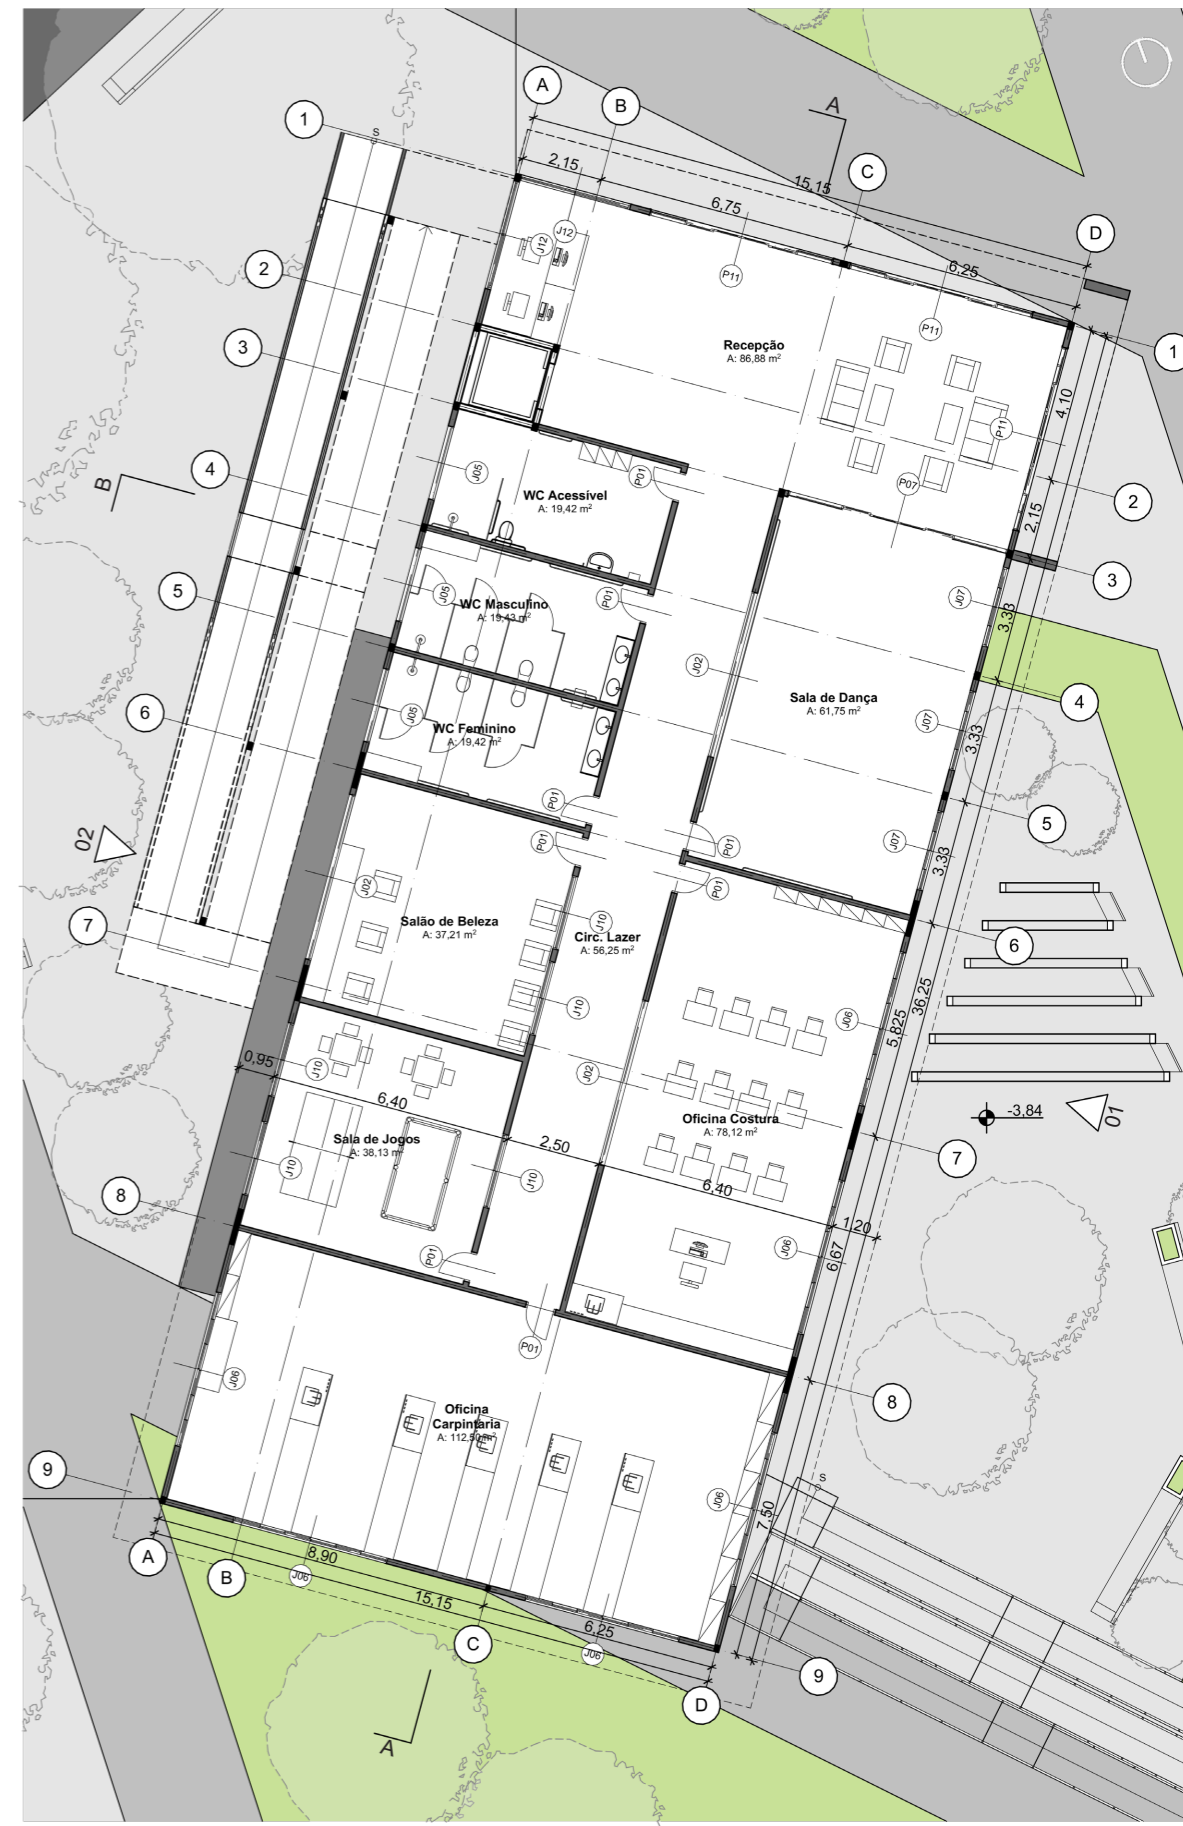 A
B
A
1
C
D
2,15
15,15
6,75
6,25
S
J12
J12
P11
P11
1
2
3
Recepção
A: 86,88 m²
4,10
P11
P07
2,15
2
3
4
B
J05
P01
WC Acessível
A: 19,42 m²
5
J05
WC Masculino
A: 19,43 m²
P01
J07
3,33
J02
Sala de Dança
A: 61,75 m²
4
6
J05
WC Feminino
A: 19,42 m²
J07
3,33
P01
5
02
P01
P01
J07
3,33
J02
P01
7
Salão de Beleza
A: 37,21 m²
J10
Circ. Lazer
A: 56,25 m²
6
J10
J06
5,825
36,25
0,95
J10
6,40
J02
-3,84
01
Sala de Jogos
A: 38,13 m²
Oficina Costura
A: 78,12 m²
2,50
7
J10
J10
6,40
8
1,20
P01
J06
6,67
P01
J06
8
Oficina
Carpintaria
A: 112,50 m²
9
S
J06
7,50
A
B
8,90
J06
15,15
C
6,25
J06
9
D
A